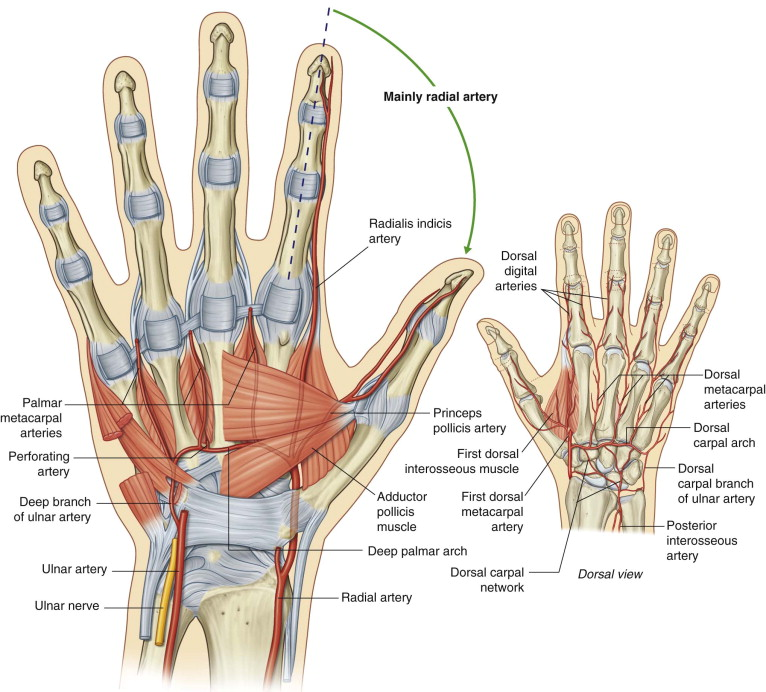 Mainly radial artery
Radialis indicis
artery
Palmar
metacarpal
arteries
Perforating
artery
Deep branch
of ulnar artery
Ulnar artery
Ulnar nerve
Princeps
pollicis artery
Adductor
pollicis
muscle
Deep palmar arch
Radial artery
Dorsal
digital
arteries
First dorsal
interosseous muscle
First dorsal
metacarpal
artery
Dorsal carpal
network
Dorsal
metacarpal
arteries
Dorsal
carpal arch
Dorsal
carpal branch
of ulnar artery
Posterior
interosseous
artery
Dorsal view